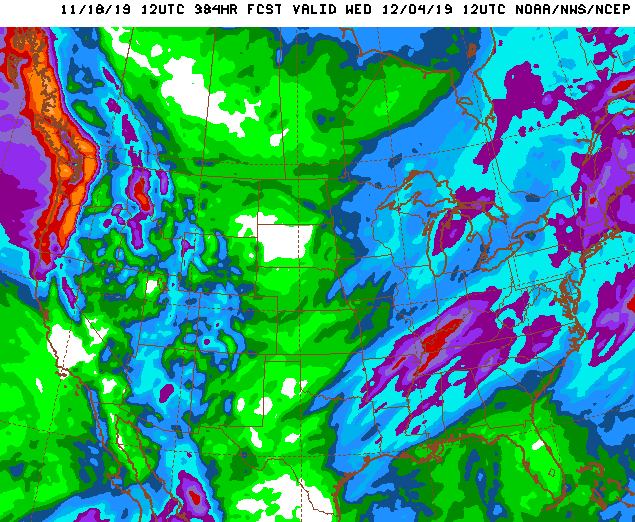 11/18/19 12UTC 384HR FCST VALID WED 12/04/19 12UTC NOAA/NWS/NCEP